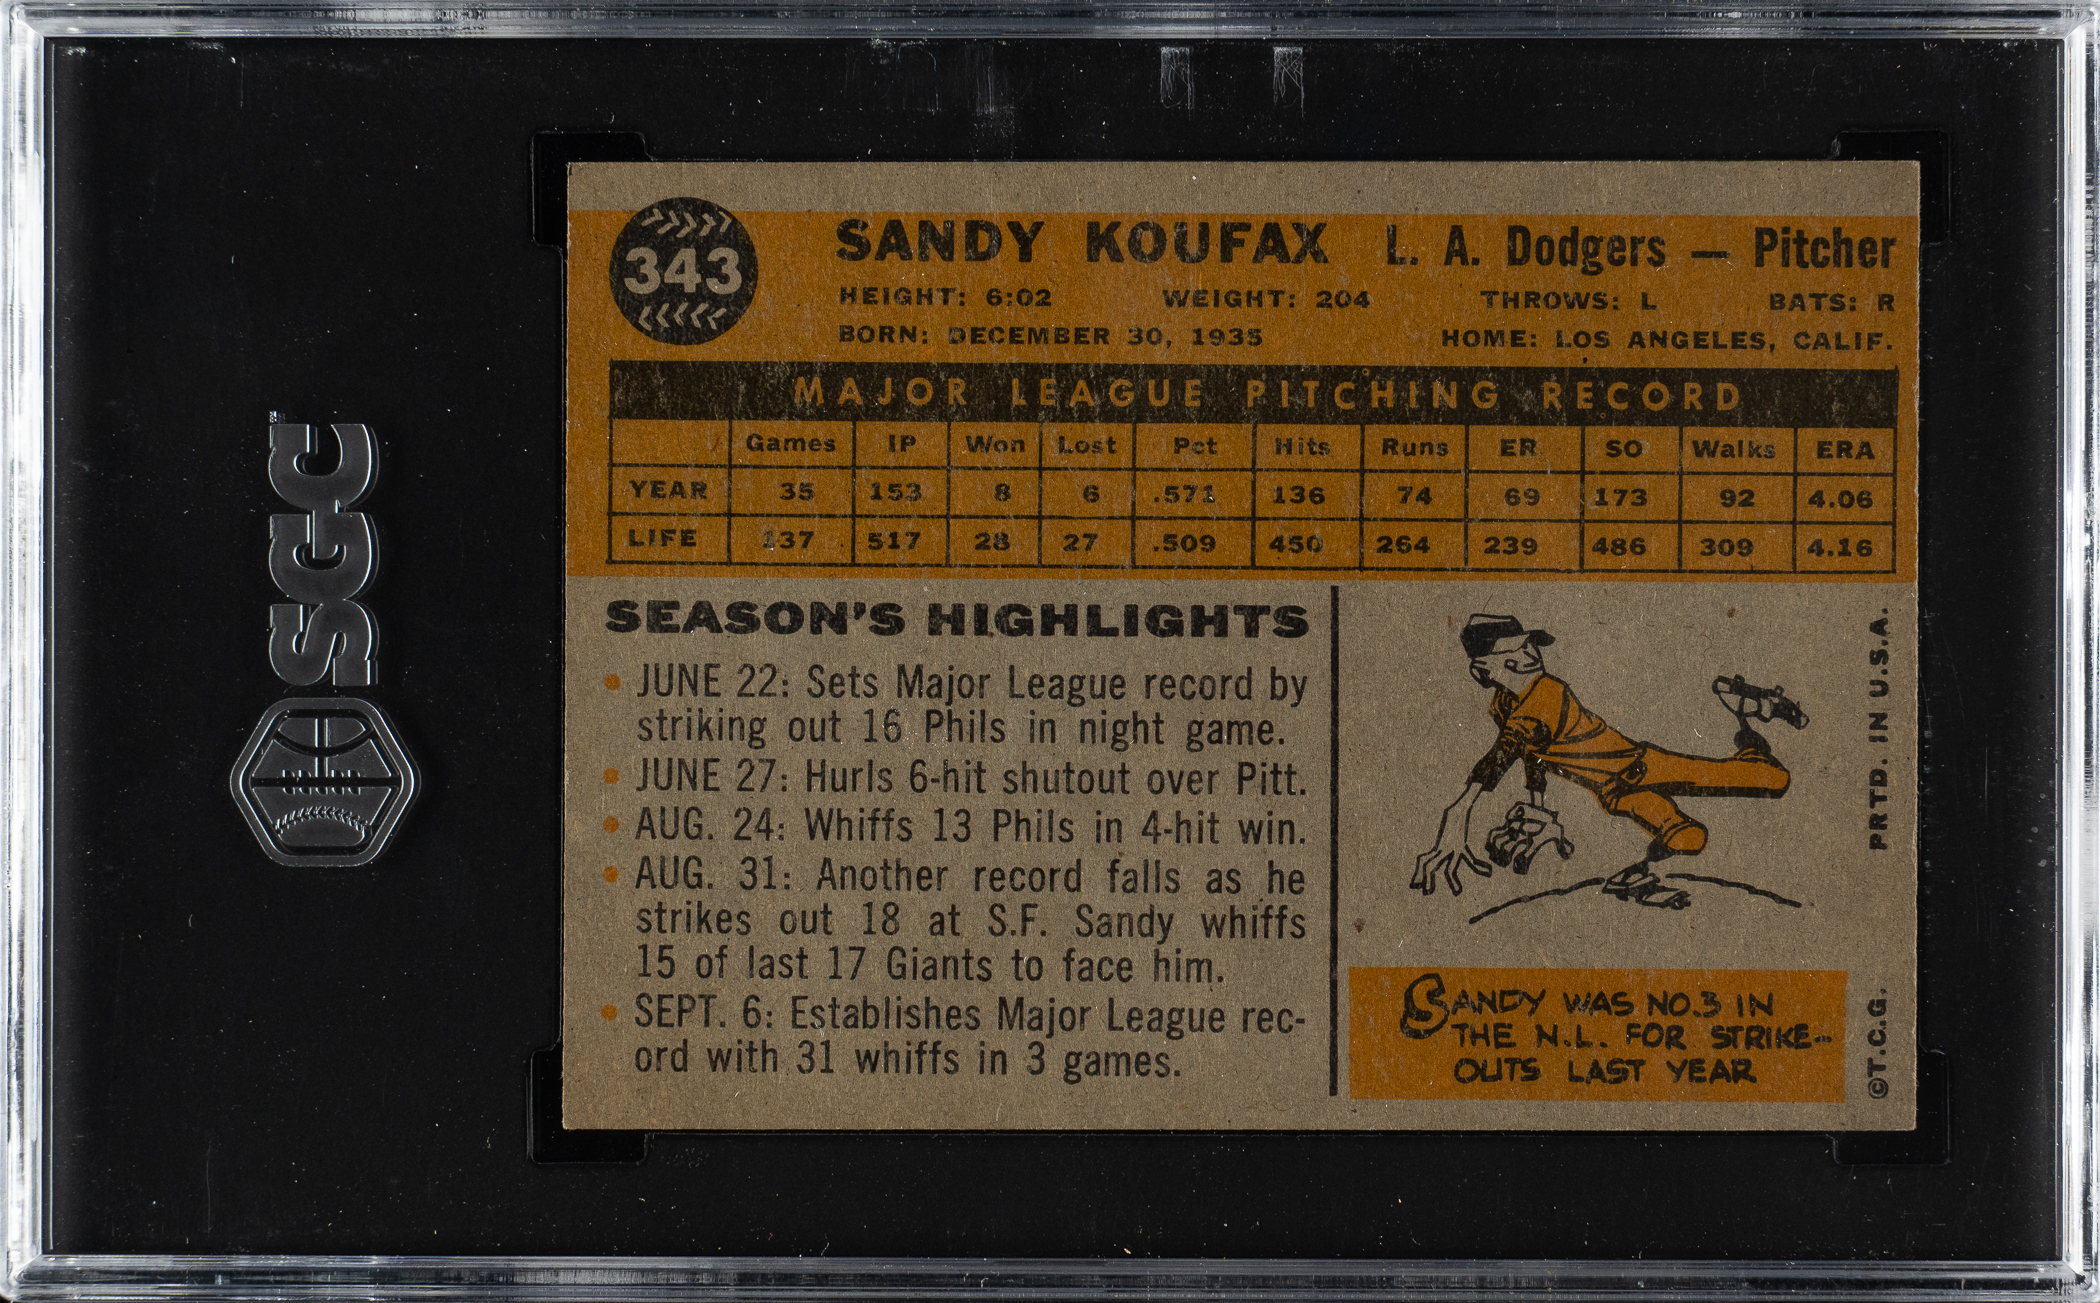 SGC
343
SANDY KOUFAX L. A. Dodgers — Pitcher
HEIGHT: 6:02 WEIGHT: 204 THROWS: L BATS: R
BORN: DECEMBER 30, 1935 HOME: LOS ANGELES, CALIF.
MAJOR LEAGUE PITCHING RECORD
Games IP Won Lost Pct Hits Runs ER SO Walks ERA
YEAR 35 153 8 6 .571 136 74 69 173 92 4.06
LIFE 137 517 28 27 .509 450 264 239 486 309 4.16
SEASON'S HIGHLIGHTS
• JUNE 22: Sets Major League record by
striking out 16 Phils in night game.
• JUNE 27: Hurls 6-hit shutout over Pitt.
• AUG. 24: Whiffs 13 Phils in 4-hit win.
• AUG. 31: Another record falls as he
strikes out 18 at S.F. Sandy whiffs
15 of last 17 Giants to face him.
• SEPT. 6: Establishes Major League rec-
ord with 31 whiffs in 3 games.
SANDY WAS NO.3 IN
THE N.L. FOR STRIKE-
OUTS LAST YEAR
©T.C.G. PRTD. IN U.S.A.